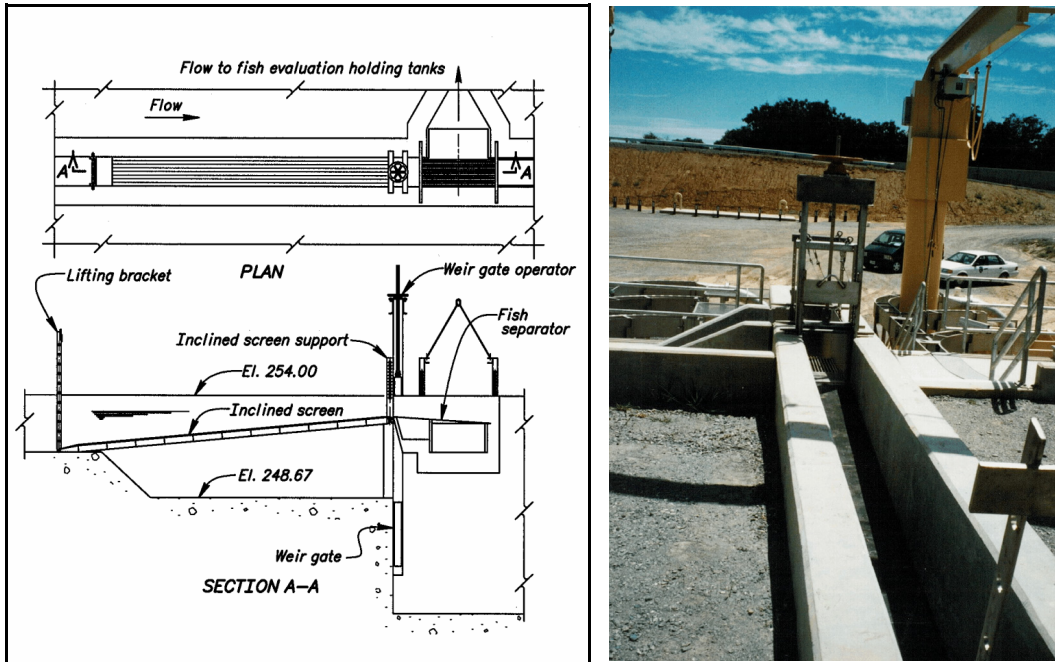 Flow to fish evaluation holding tanks
Flow
A
A
PLAN
Lifting bracket
Weir gate operator
Fish
separator
Inclined screen support
El. 254.00
Inclined screen
El. 248.67
Weir gate
SECTION A-A